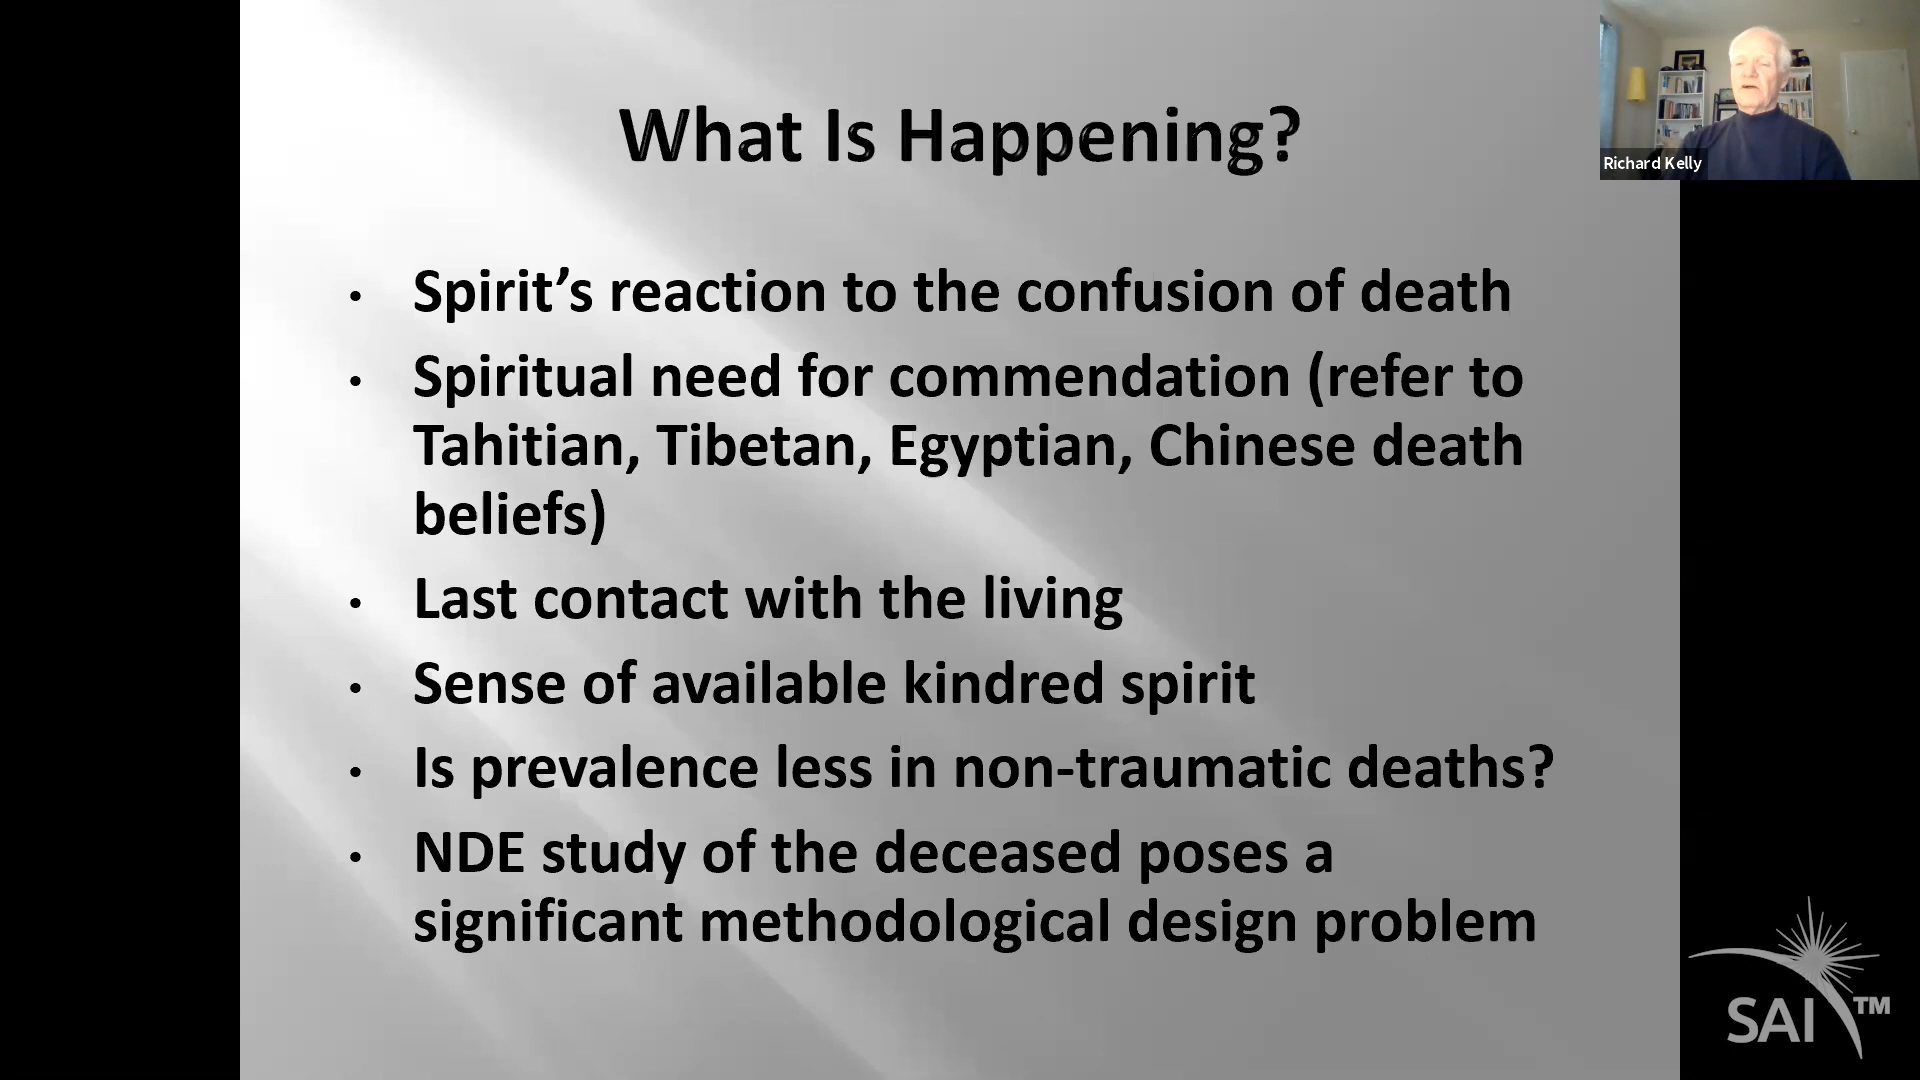 What Is Happening?
Richard Kelly
• Spirit’s reaction to the confusion of death
• Spiritual need for commendation (refer to
Tahitian, Tibetan, Egyptian, Chinese death
beliefs)
• Last contact with the living
• Sense of available kindred spirit
• Is prevalence less in non-traumatic deaths?
• NDE study of the deceased poses a
significant methodological design problem
SAI™